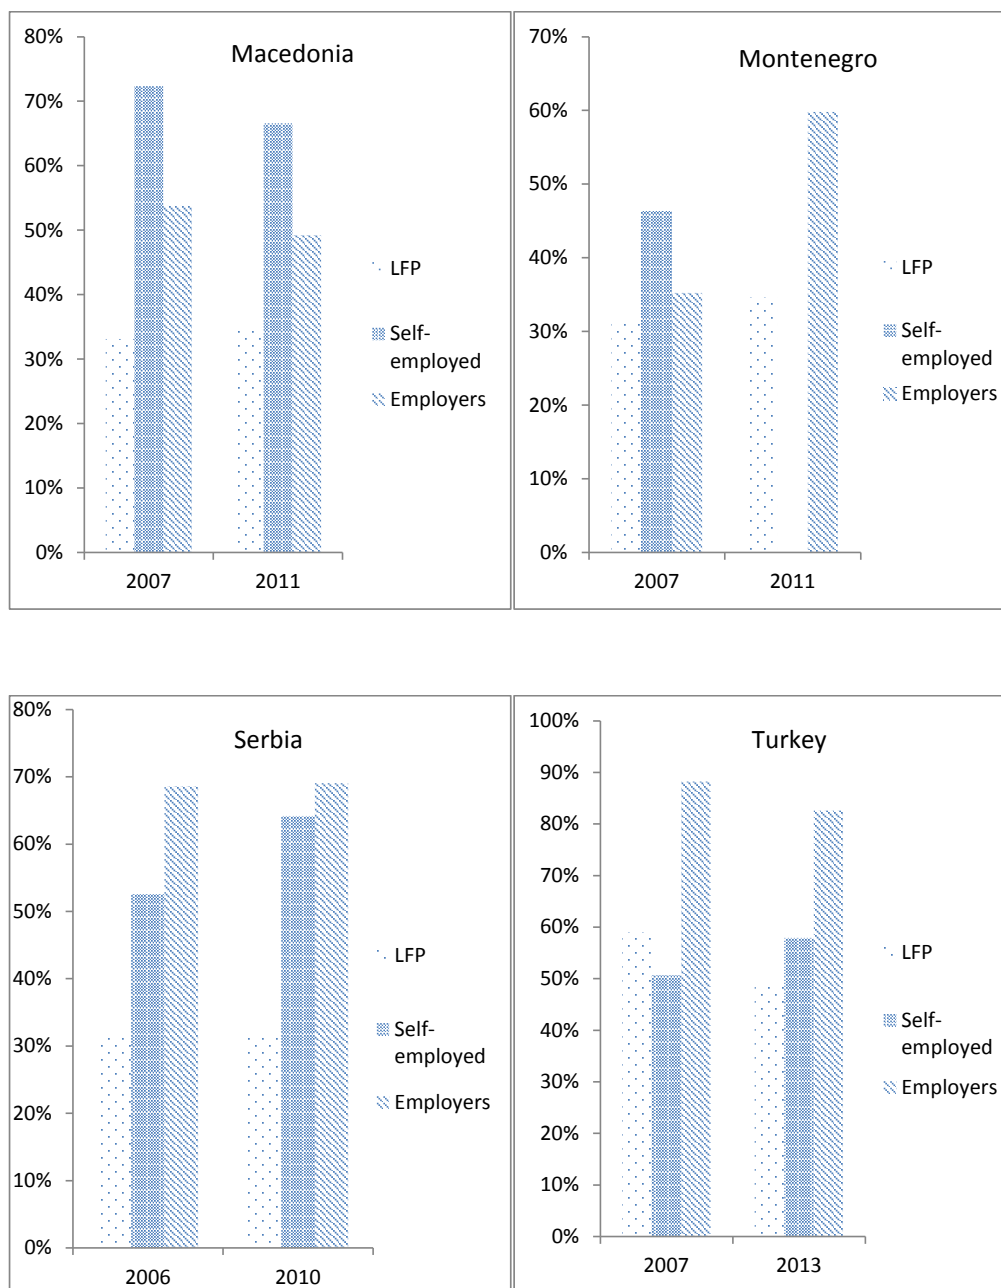 Macedonia
80%
70%
60%
50%
40%
30%
20%
10%
0%
2007
2011
LFP
Self-
employed
Employers
Montenegro
70%
60%
50%
40%
30%
20%
10%
0%
2007
2011
LFP
Self-
employed
Employers
Serbia
80%
70%
60%
50%
40%
30%
20%
10%
0%
2006
2010
LFP
Self-
employed
Employers
Turkey
100%
90%
80%
70%
60%
50%
40%
30%
20%
10%
0%
2007
2013
LFP
Self-
employed
Employers